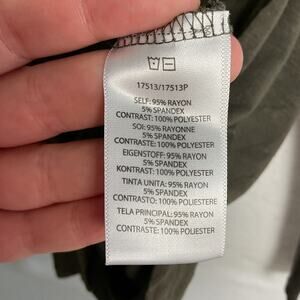 17513/17513P
SELF: 95% RAYON
5% SPANDEX
CONTRAST: 100% POLYESTER
SOI: 95% RAYONNE
5% SPANDEX
CONTRAST: 100% POLYESTER
EIGENSTOFF: 95% RAYON
5% SPANDEX
KONTRAST: 100% POLYESTER
TINTA UNITA: 95% RAYON
5% SPANDEX
CONTRASTO: 100% POLYESTER
TELA PRINCIPAL: 95% RAYON
5% SPANDEX
CONTRASTE: 100% POLIESTER